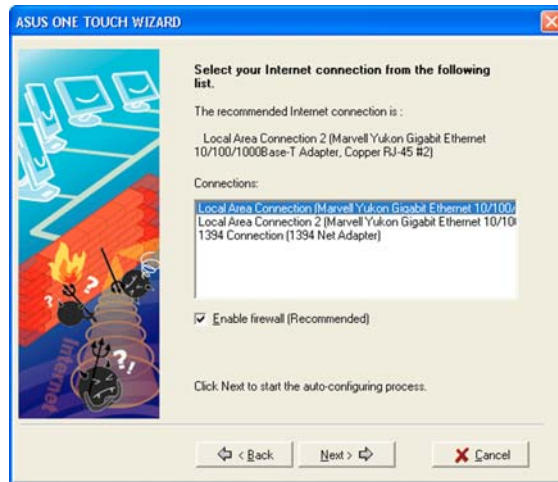 ASUS ONE TOUCH WIZARD
Select your Internet connection from the following
list.
The recommended Internet connection is :
Local Area Connection 2 (Marvell Yukon Gigabit Ethernet
10/100/1000Base-T Adapter, Copper RJ-45 #2)
Connections:
Local Area Connection (Marvell Yukon Gigabit Ethernet 10/100/
Local Area Connection 2 (Marvell Yukon Gigabit Ethernet 10/10
1394 Connection (1394 Net Adapter)
Enable firewall (Recommended)
?
?
?
?!
Internet
Click Next to start the auto-configuring process.
< Back
Next >
Cancel